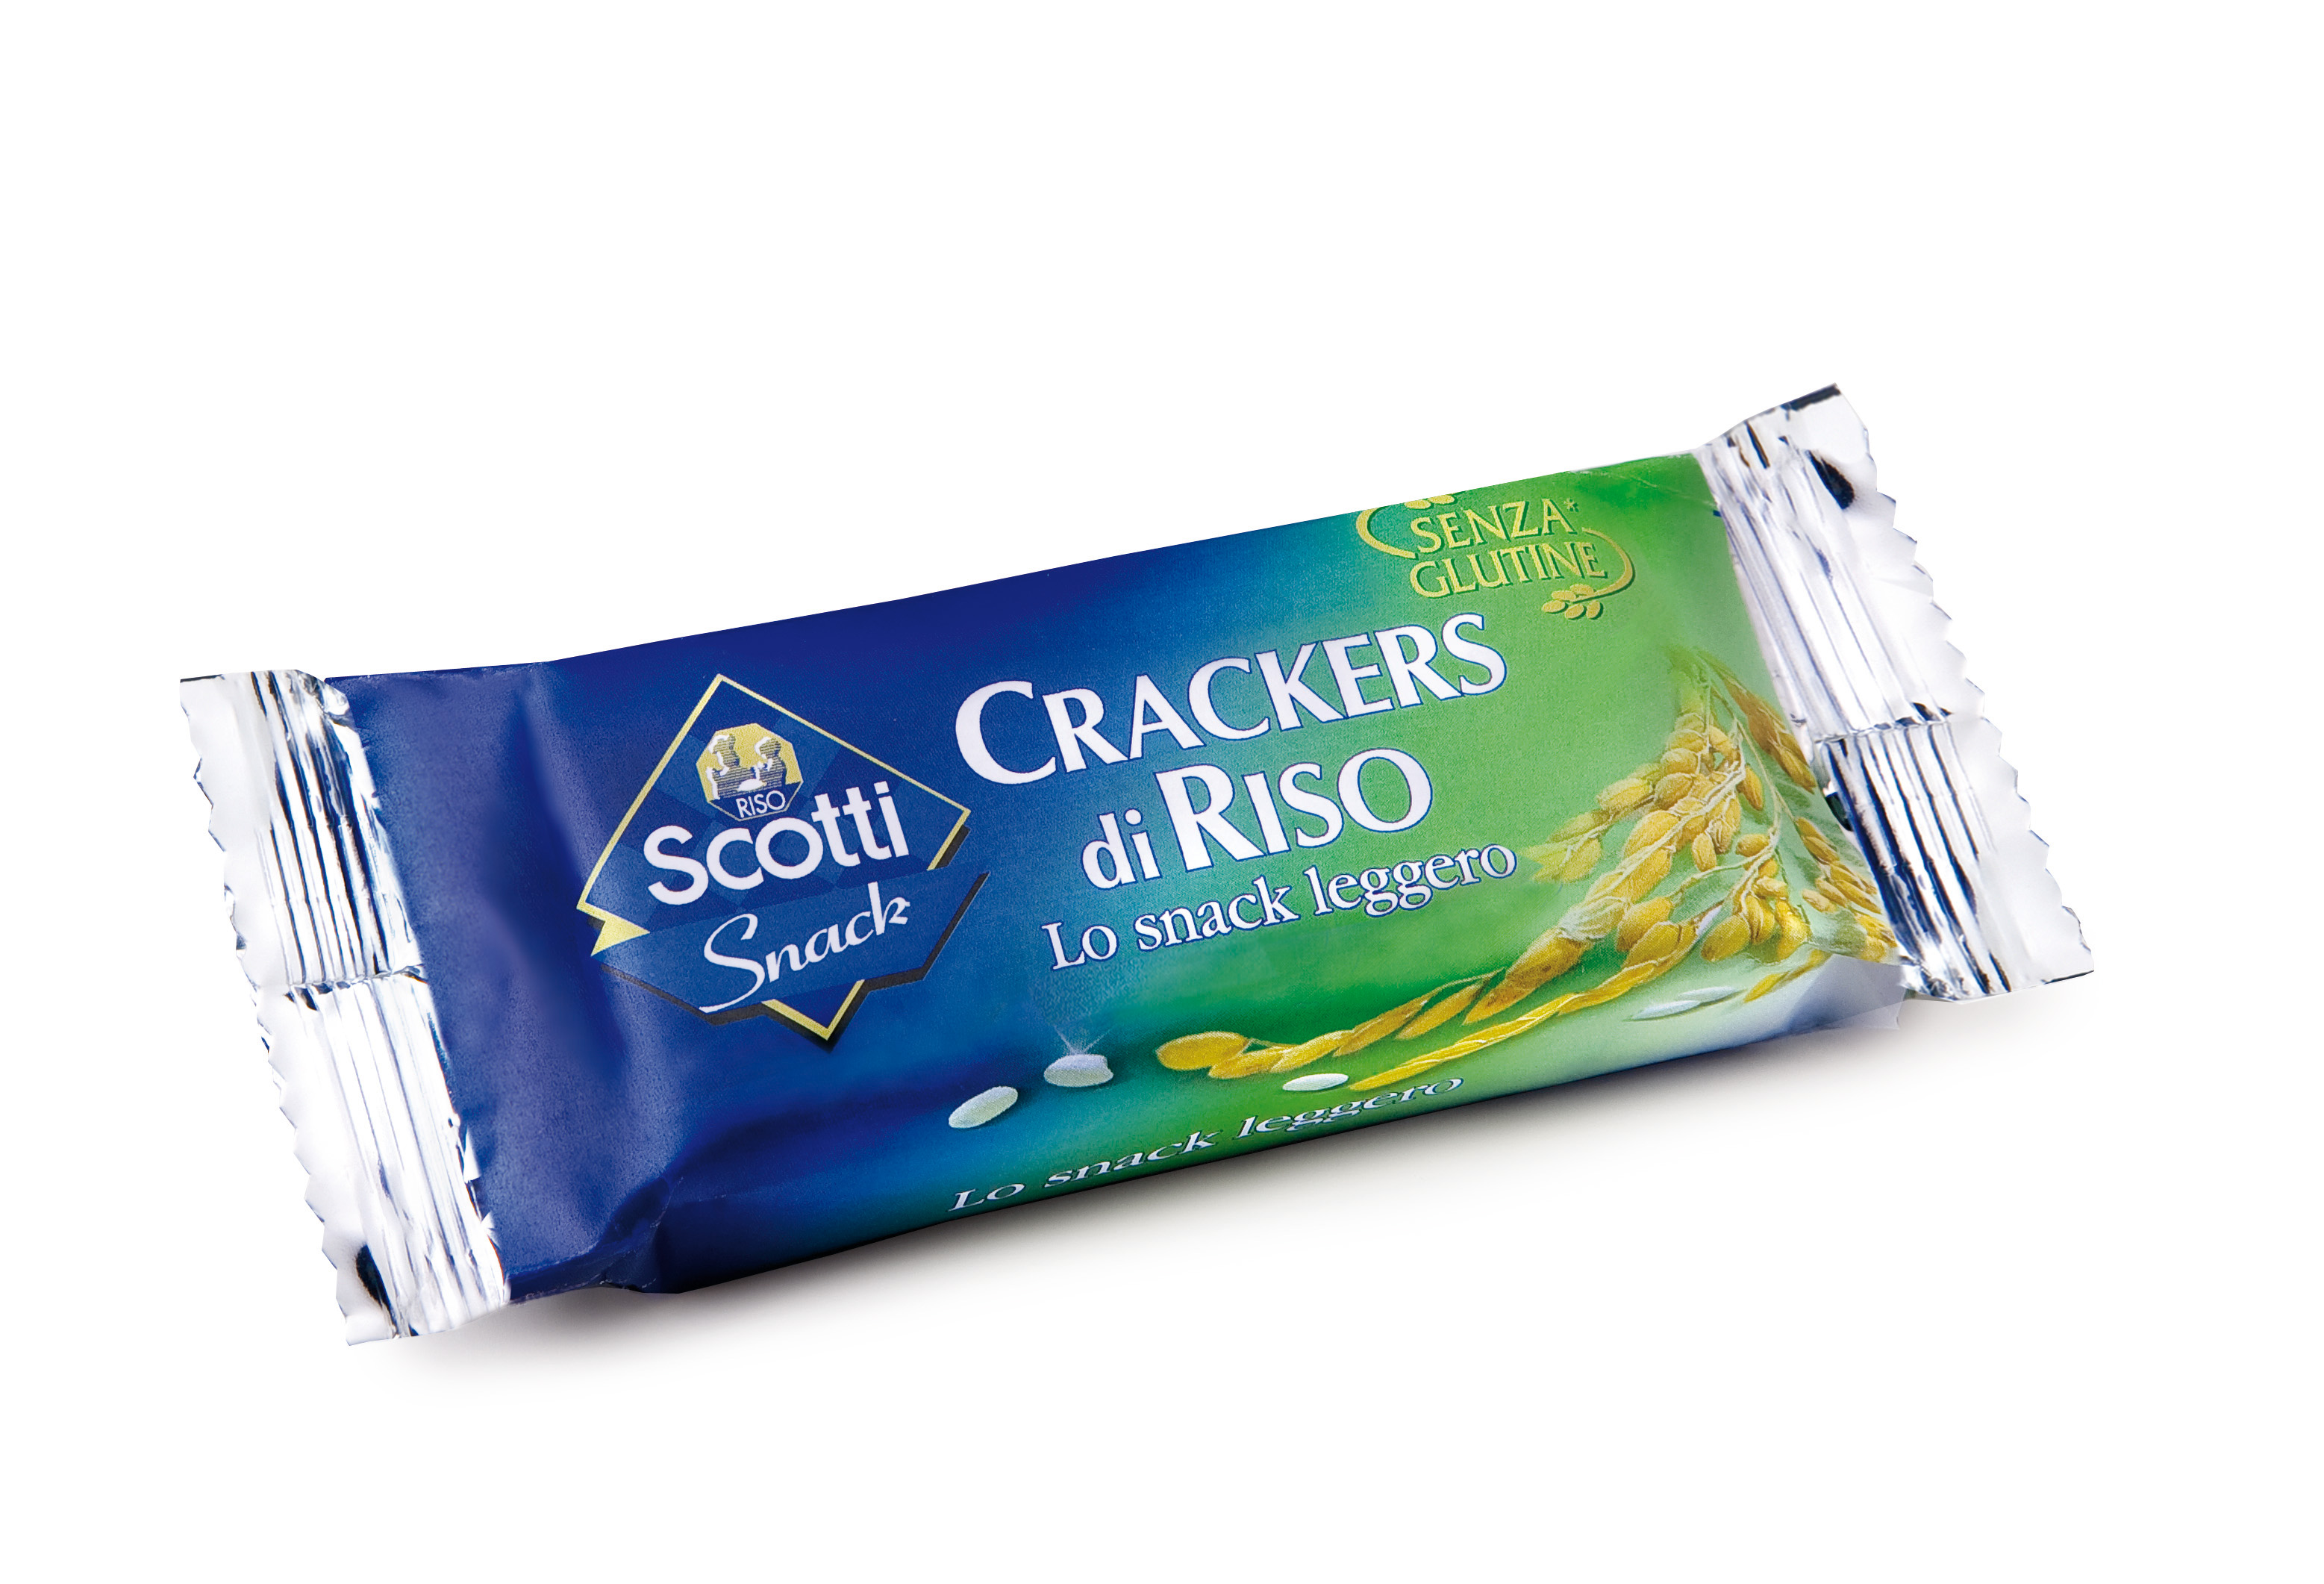 SENZA*
GLUTINE
CRACKERS
di RISO
Lo snack leggero
RISO
Scotti
Snack
Lo snack leggero